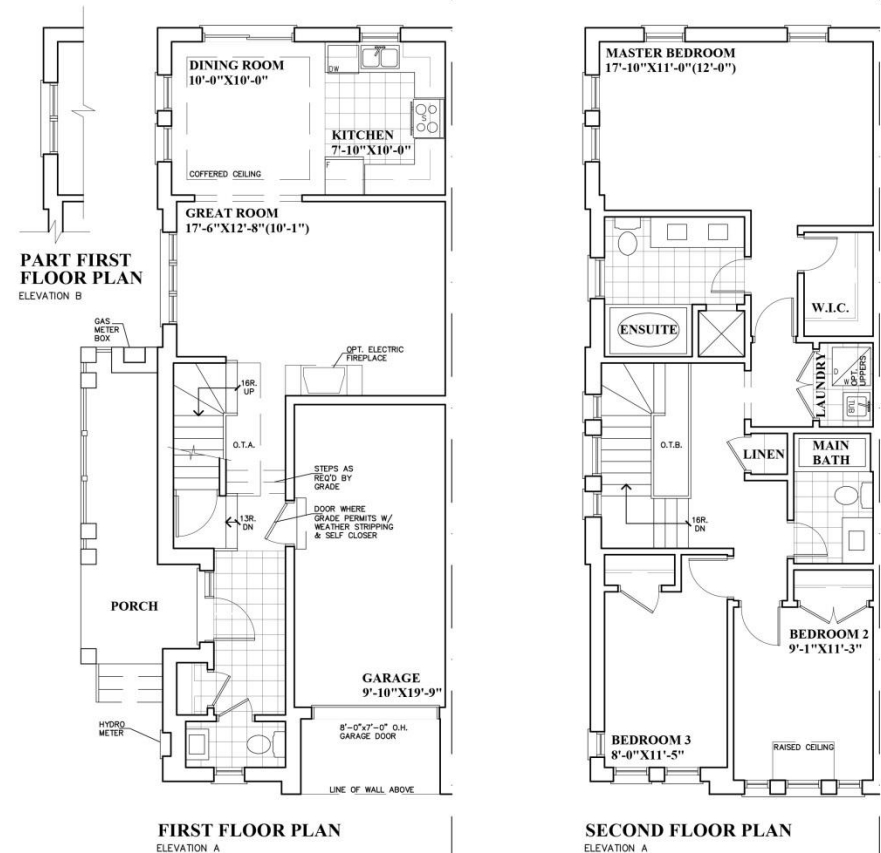 DINING ROOM
10'-0"X10'-0"
DW
KITCHEN
7'-10"X10'-0"
S
F
COFFERED CEILING
GREAT ROOM
17'-6"X12'-8"(10'-1")
PART FIRST
FLOOR PLAN
ELEVATION B
GAS
METER
BOX
OPT. ELECTRIC
FIREPLACE
16R.
UP
O.T.A.
STEPS AS
REQ'D BY
GRADE
13R.
DN
DOOR WHERE
GRADE PERMITS W/
WEATHER STRIPPING
& SELF CLOSER
PORCH
GARAGE
9'-10"X19'-9"
HYDRO
METER
8'-0"x7'-0" O.H.
GARAGE DOOR
LINE OF WALL ABOVE
FIRST FLOOR PLAN
ELEVATION A
MASTER BEDROOM
17'-10"X11'-0"(12'-0")
W.I.C.
ENSUITE
LAUNDRY
D
W
OPT.
UPPERS
TUB
O.T.B.
LINEN
MAIN
BATH
16R.
DN
BEDROOM 2
9'-1"X11'-3"
BEDROOM 3
8'-0"X11'-5"
RAISED CEILING
SECOND FLOOR PLAN
ELEVATION A